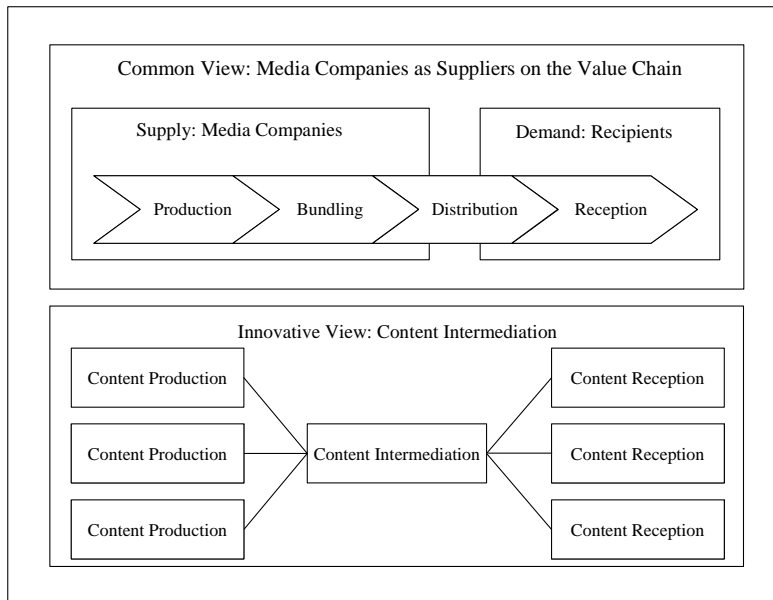 Common View: Media Companies as Suppliers on the Value Chain
Supply: Media Companies
Demand: Recipients
Production
Bundling
Distribution
Reception
Innovative View: Content Intermediation
Content Production
Content Reception
Content Production
Content Intermediation
Content Reception
Content Production
Content Reception